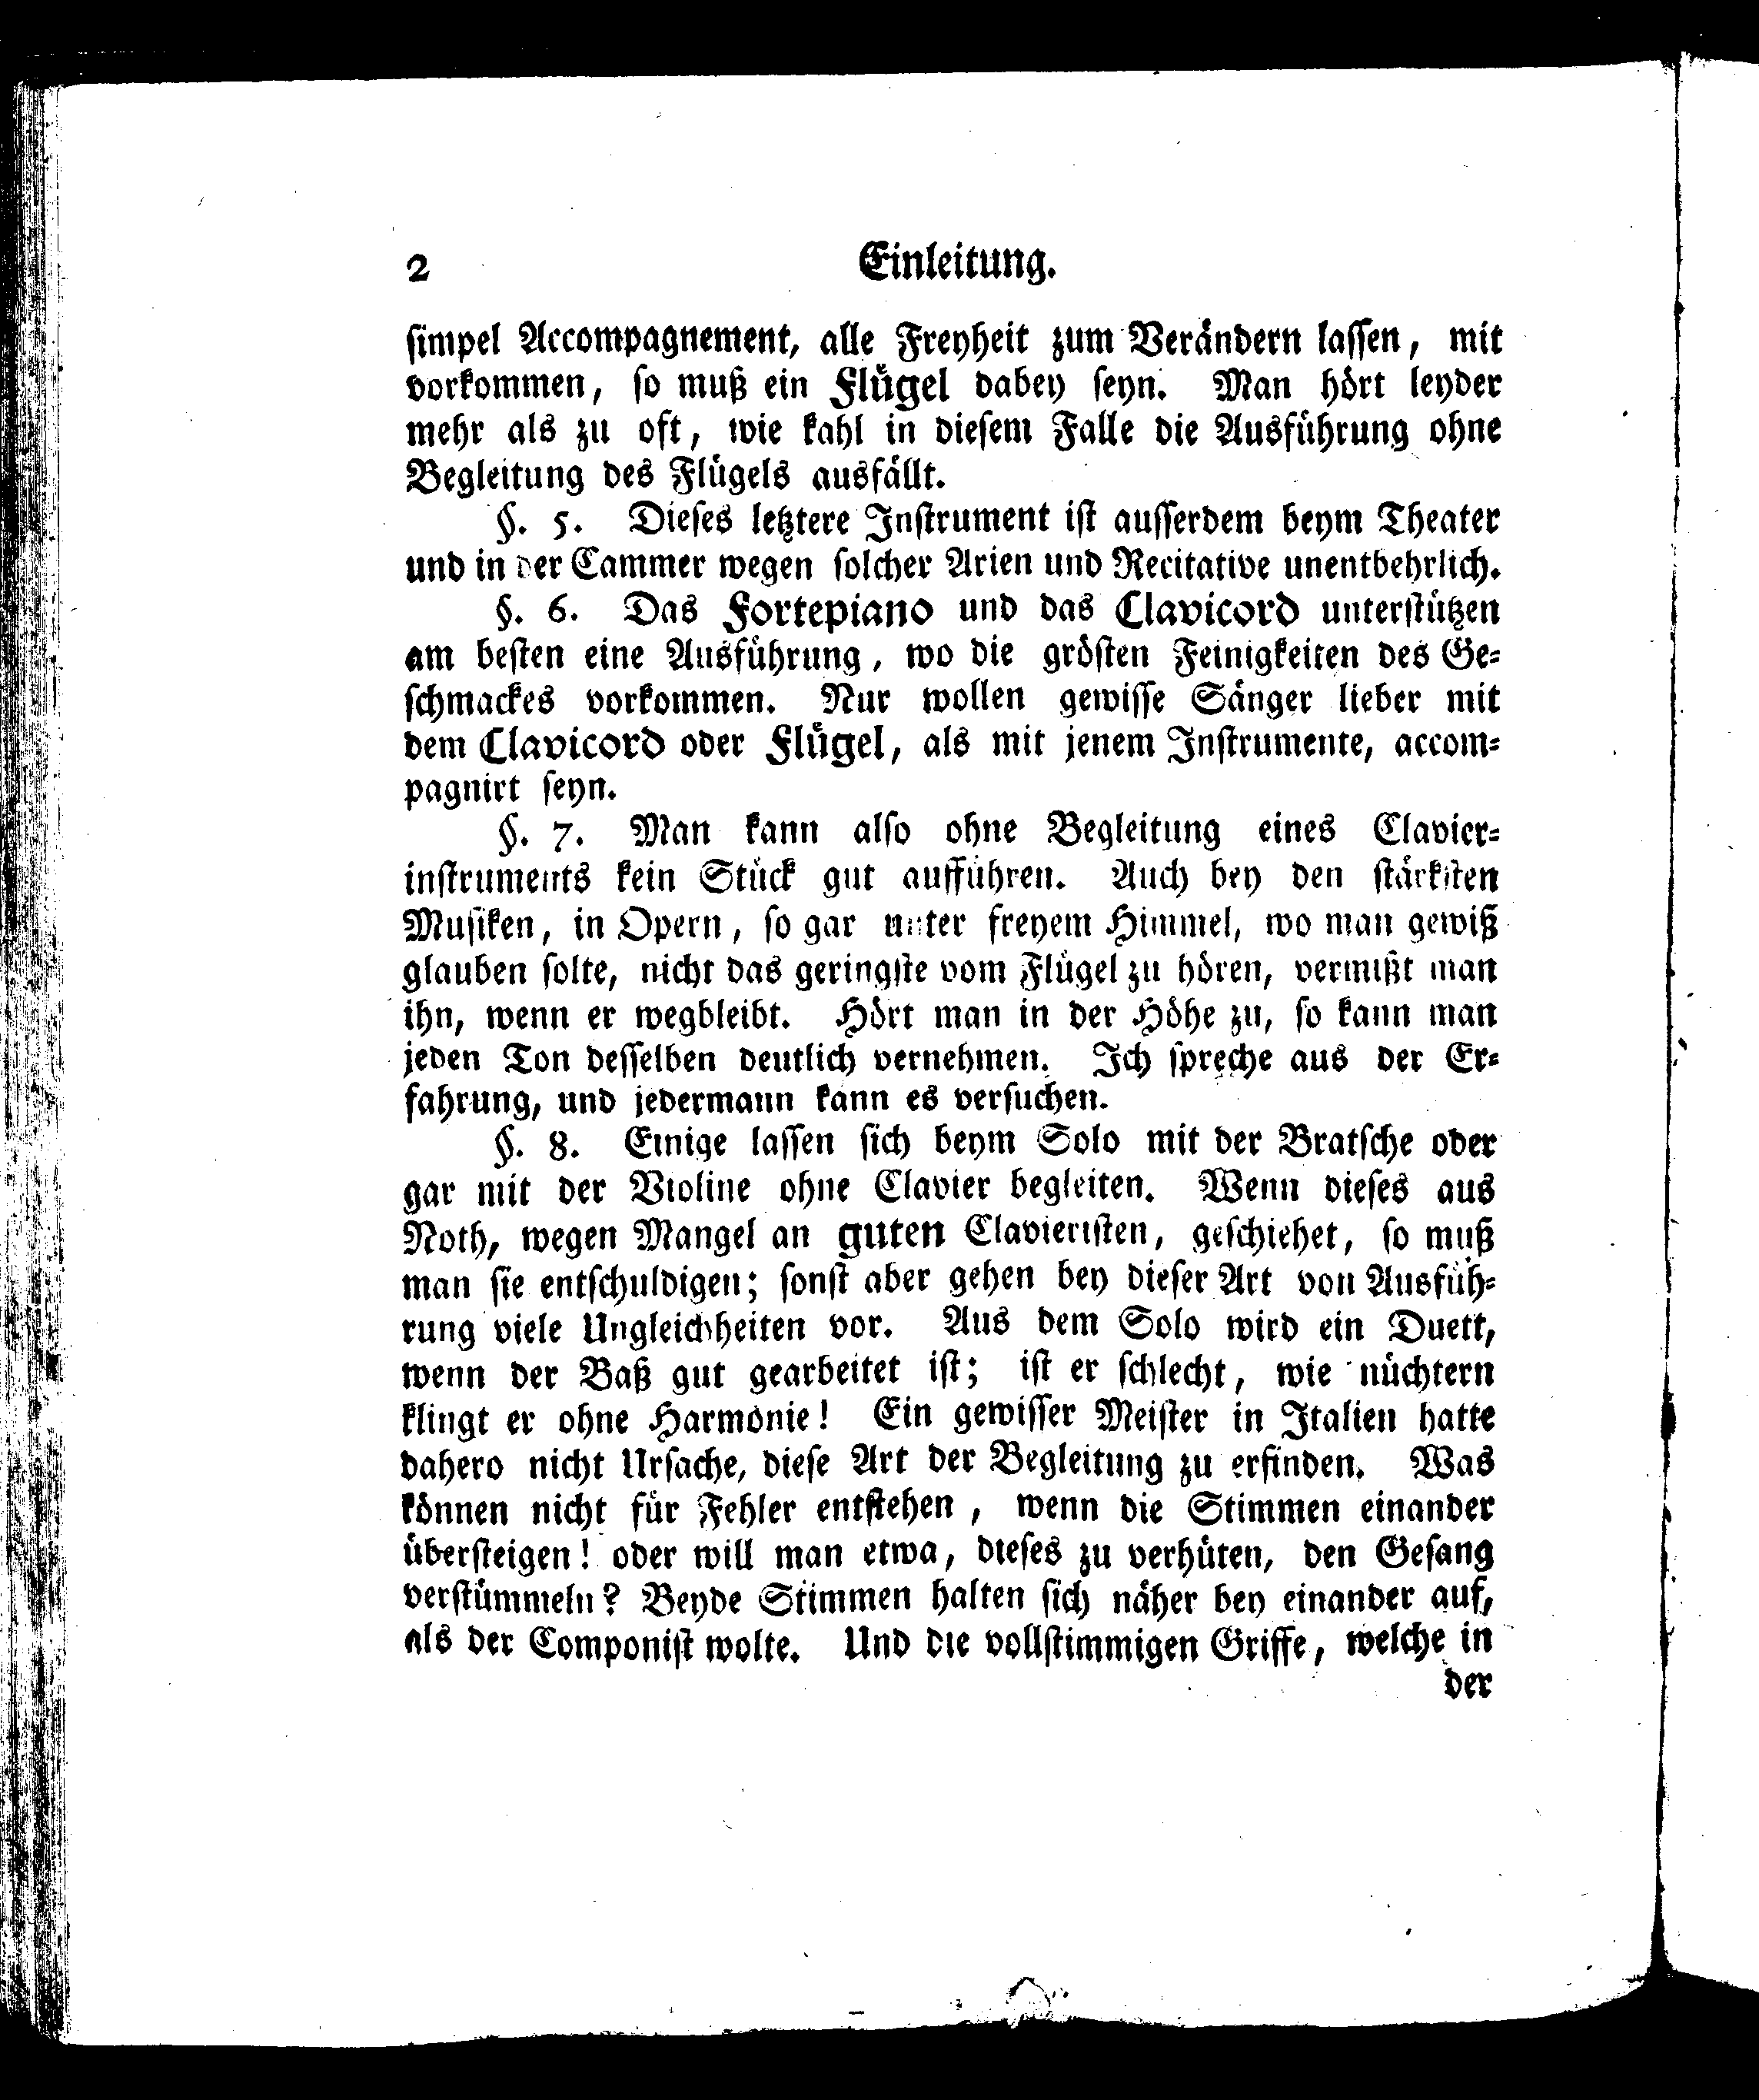 2 Einleitung.
simpel Accompagnement, alle Freyheit zum Verändern lassen, mit
vorkommen, so muß ein Flügel dabey seyn. Man hört leyder
mehr als zu oft, wie kahl in diesem Falle die Ausführung ohne
Begleitung des Flügels ausfällt.
§. 5. Dieses letztere Instrument ist ausserdem beym Theater
und in der Cammer wegen solcher Arien und Recitative unentbehrlich.
§. 6. Das Fortepiano und das Clavicord unterstützen
am besten eine Ausführung, wo die grösten Feinigkeiten des Ge=
schmackes vorkommen. Nur wollen gewisse Sänger lieber mit
dem Clavicord oder Flügel, als mit jenem Instrumente, accom=
pagnirt seyn.
§. 7. Man kann also ohne Begleitung eines Clavier=
instruments kein Stück gut aufführen. Auch bey den stärksten
Musiken, in Opern, so gar unter freyem Himmel, wo man gewiß
glauben solte, nicht das geringste vom Flügel zu hören, vermißt man
ihn, wenn er wegbleibt. Hört man in der Höhe zu, so kann man
jeden Ton desselben deutlich vernehmen. Ich spreche aus der Er=
fahrung, und jedermann kann es versuchen.
§. 8. Einige lassen sich beym Solo mit der Bratsche oder
gar mit der Violine ohne Clavier begleiten. Wenn dieses aus
Noth, wegen Mangel an guten Clavieristen, geschiehet, so muß
man sie entschuldigen; sonst aber gehen bey dieser Art von Ausfüh=
rung viele Ungleichheiten vor. Aus dem Solo wird ein Duett,
wenn der Baß gut gearbeitet ist; ist er schlecht, wie nüchtern
klingt er ohne Harmonie! Ein gewisser Meister in Italien hatte
dahero nicht Ursache, diese Art der Begleitung zu erfinden. Was
können nicht für Fehler entstehen, wenn die Stimmen einander
übersteigen! oder will man etwa, dieses zu verhüten, den Gesang
verstümmeln? Beyde Stimmen halten sich näher bey einander auf,
als der Componist wolte. Und die vollstimmigen Griffe, welche in
der